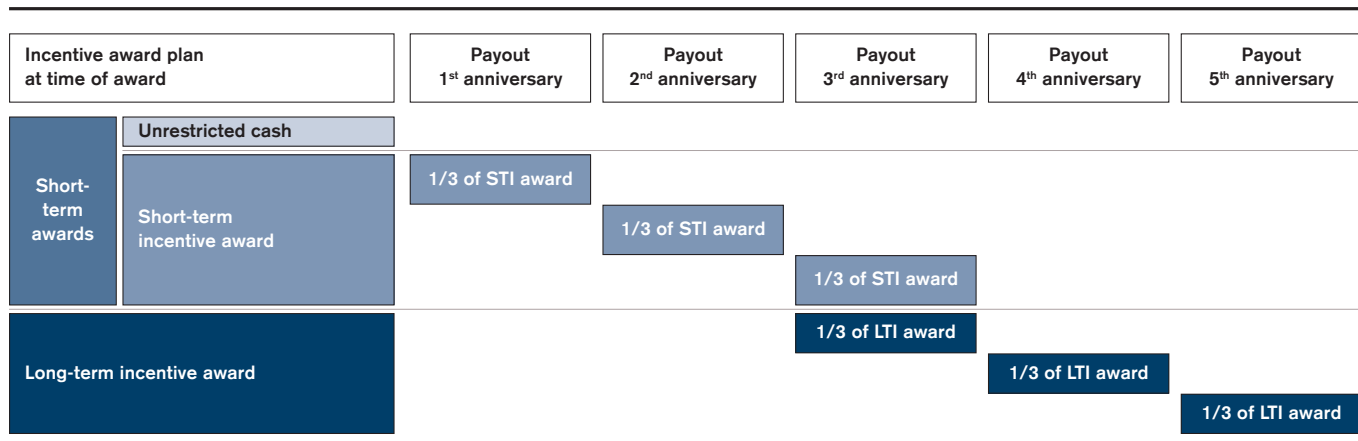 Incentive award plan
at time of award
Payout
1st anniversary
Payout
2nd anniversary
Payout
3rd anniversary
Payout
4th anniversary
Payout
5th anniversary
Short-
term
awards
Unrestricted cash
Short-term
incentive award
1/3 of STI award
1/3 of STI award
1/3 of STI award
Long-term incentive award
1/3 of LTI award
1/3 of LTI award
1/3 of LTI award